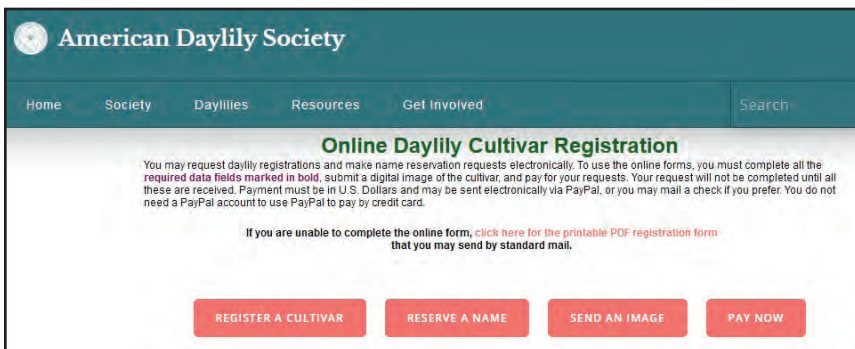 American Daylily Society
Home Society Daylilies Resources Get Involved Search
Online Daylily Cultivar Registration
You may request daylily registrations and make name reservation requests electronically. To use the online forms, you must complete all the
required data fields marked in bold, submit a digital image of the cultivar, and pay for your requests. Your request will not be completed until all
these are received. Payment must be in U.S. Dollars and may be sent electronically via PayPal, or you may mail a check if you prefer. You do not
need a PayPal account to use PayPal to pay by credit card.
If you are unable to complete the online form, click here for the printable PDF registration form
that you may send by standard mail.
REGISTER A CULTIVAR RESERVE A NAME SEND AN IMAGE PAY NOW